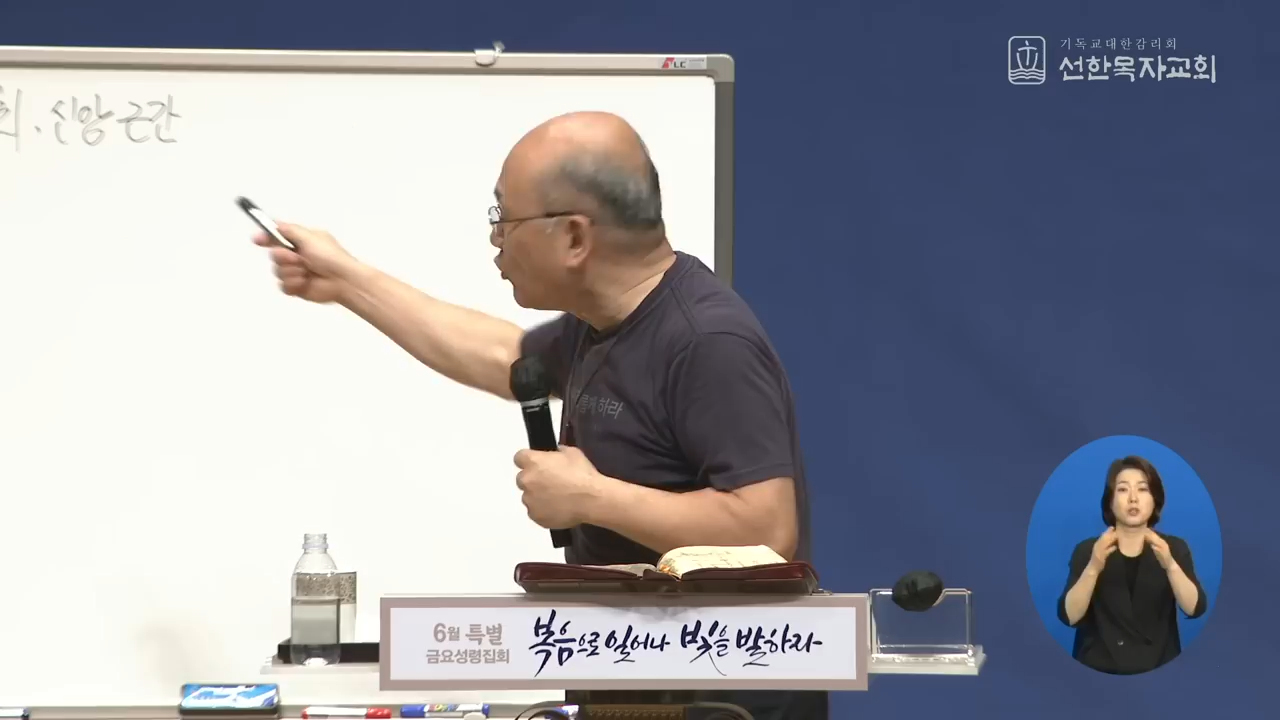 기독교대한감리회
선한목자교회
회. 신앙 근간
하라
6월 특별
금요성령집회
복음으로 일어나 빛을 발하라